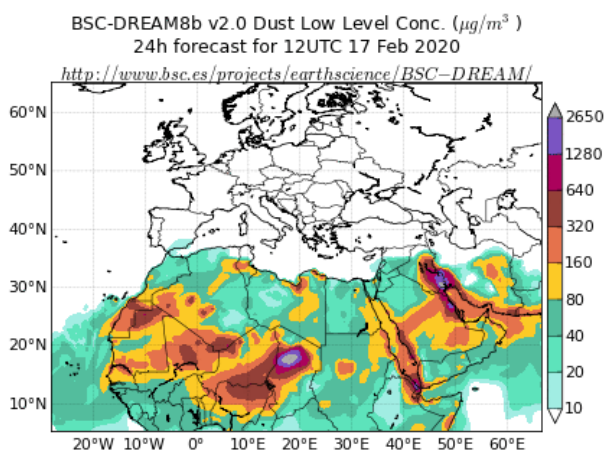 BSC-DREAM8b v2.0 Dust Low Level Conc. (μg/m³ )
24h forecast for 12UTC 17 Feb 2020
http://www.bsc.es/projects/earthscience/BSC−DREAM/
60°N
50°N
40°N
30°N
20°N
10°N
20°W 10°W 0° 10°E 20°E 30°E 40°E 50°E 60°E
2650
1280
640
320
160
80
40
20
10